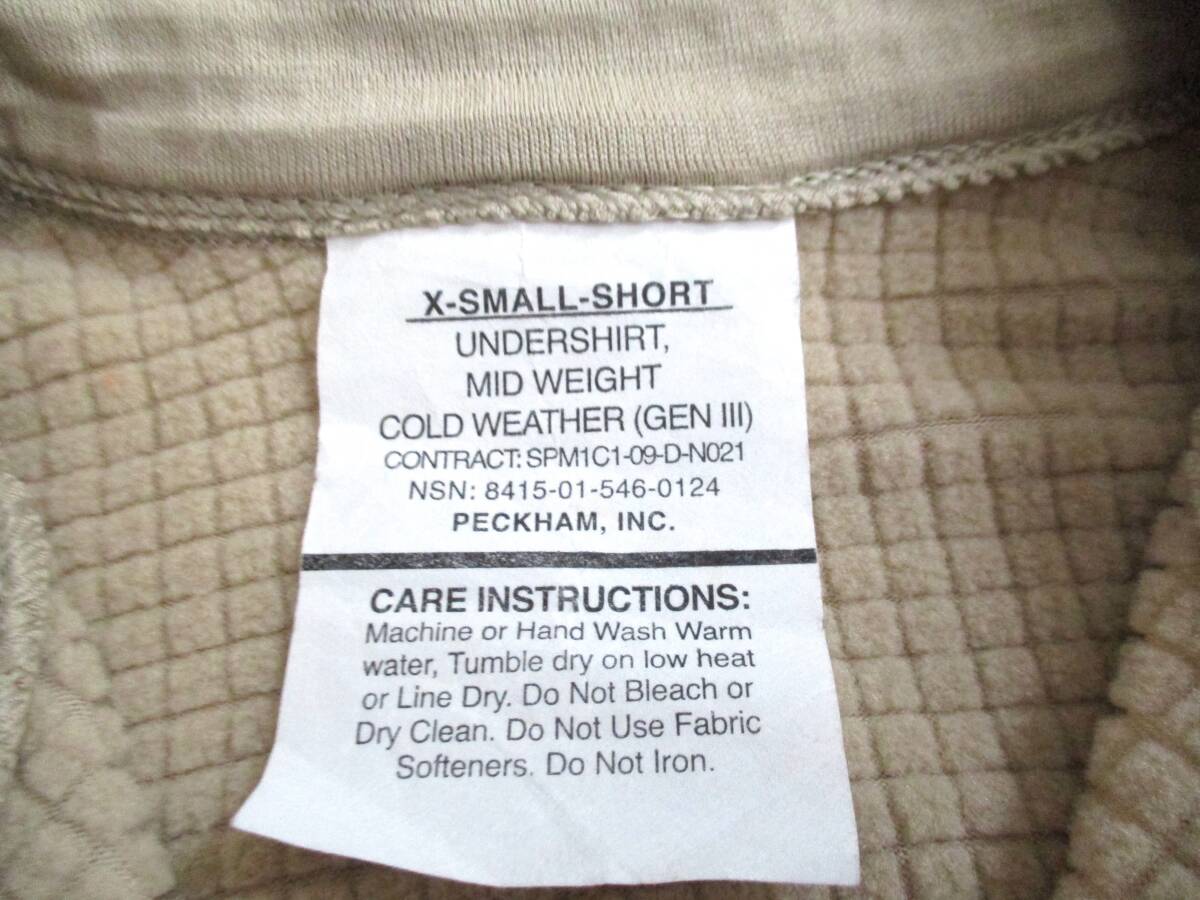 X-SMALL-SHORT
UNDERSHIRT,
MID WEIGHT
COLD WEATHER (GEN III)
CONTRACT: SPM1C1-09-D-N021
NSN: 8415-01-546-0124
PECKHAM, INC.
CARE INSTRUCTIONS:
Machine or Hand Wash Warm
water, Tumble dry on low heat
or Line Dry. Do Not Bleach or
Dry Clean. Do Not Use Fabric
Softeners. Do Not Iron.